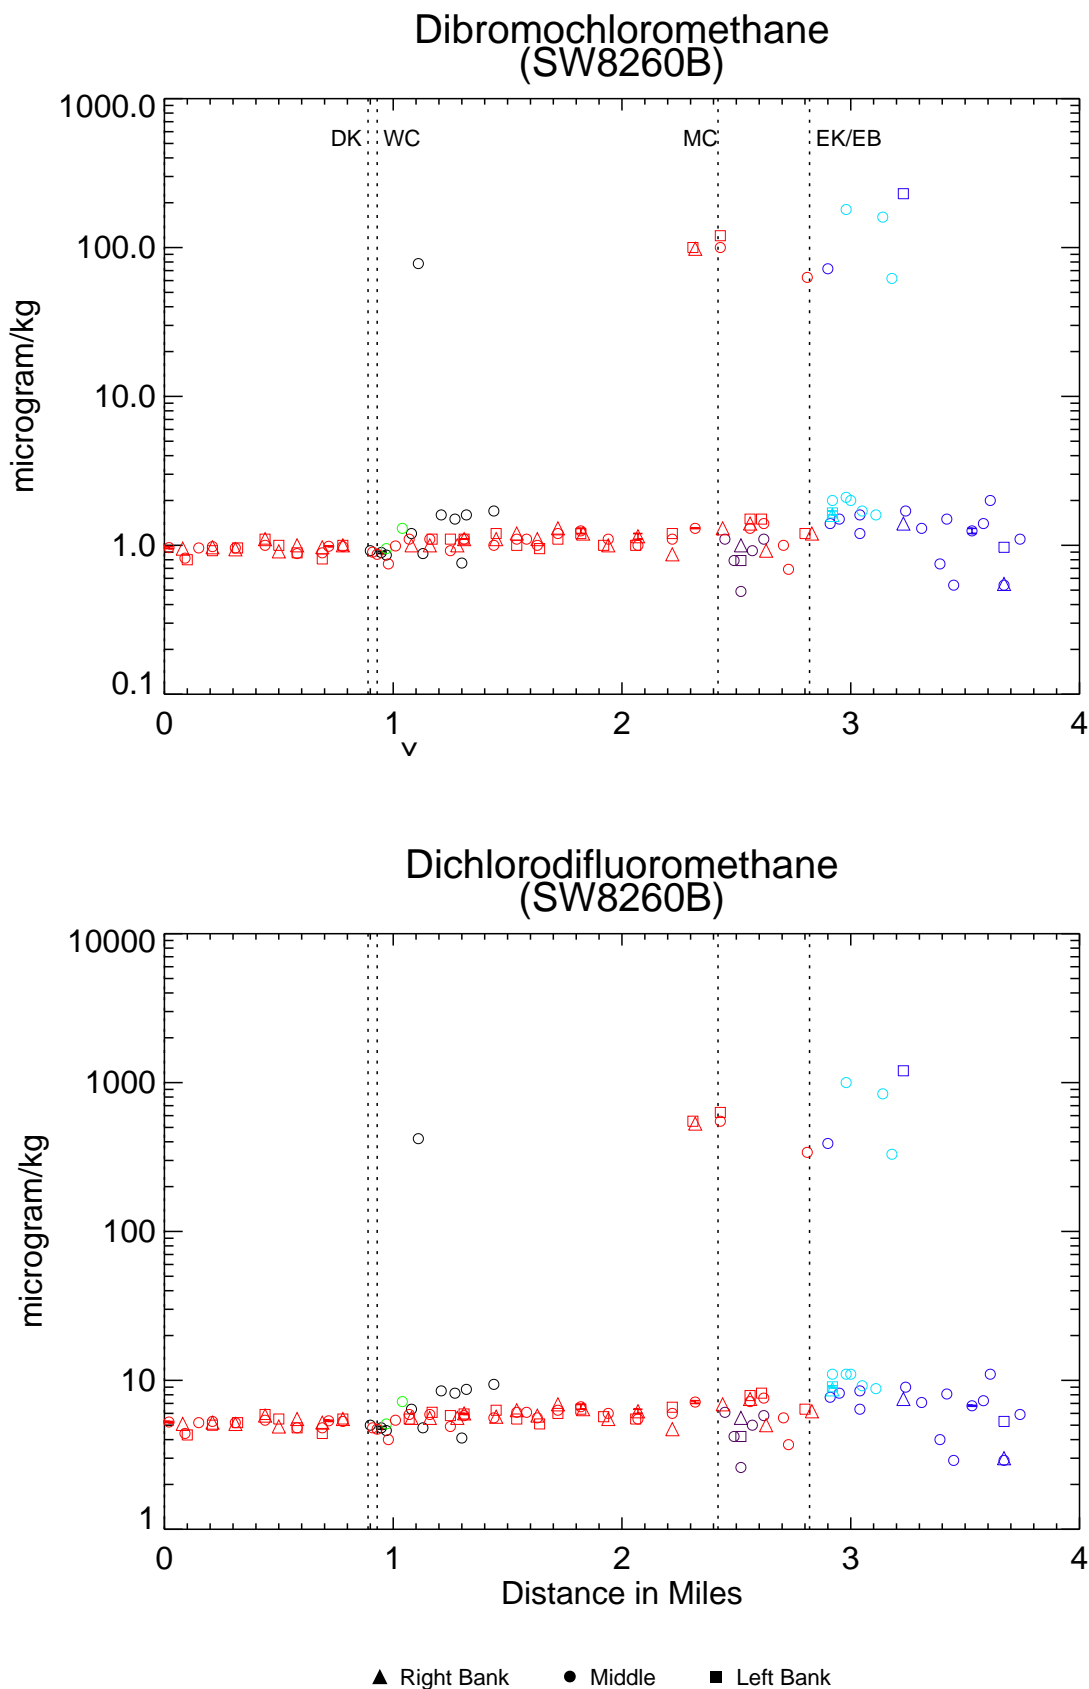 Dibromochloromethane
(SW8260B)
1000.0
DK WC MC EK/EB
100.0
microgram/kg
10.0
1.0
0.1
0 1 2 3 4
v
Dichlorodifluoromethane
(SW8260B)
10000
1000
microgram/kg
100
10
1
0 1 2 3 4
Distance in Miles
Right Bank Middle Left Bank